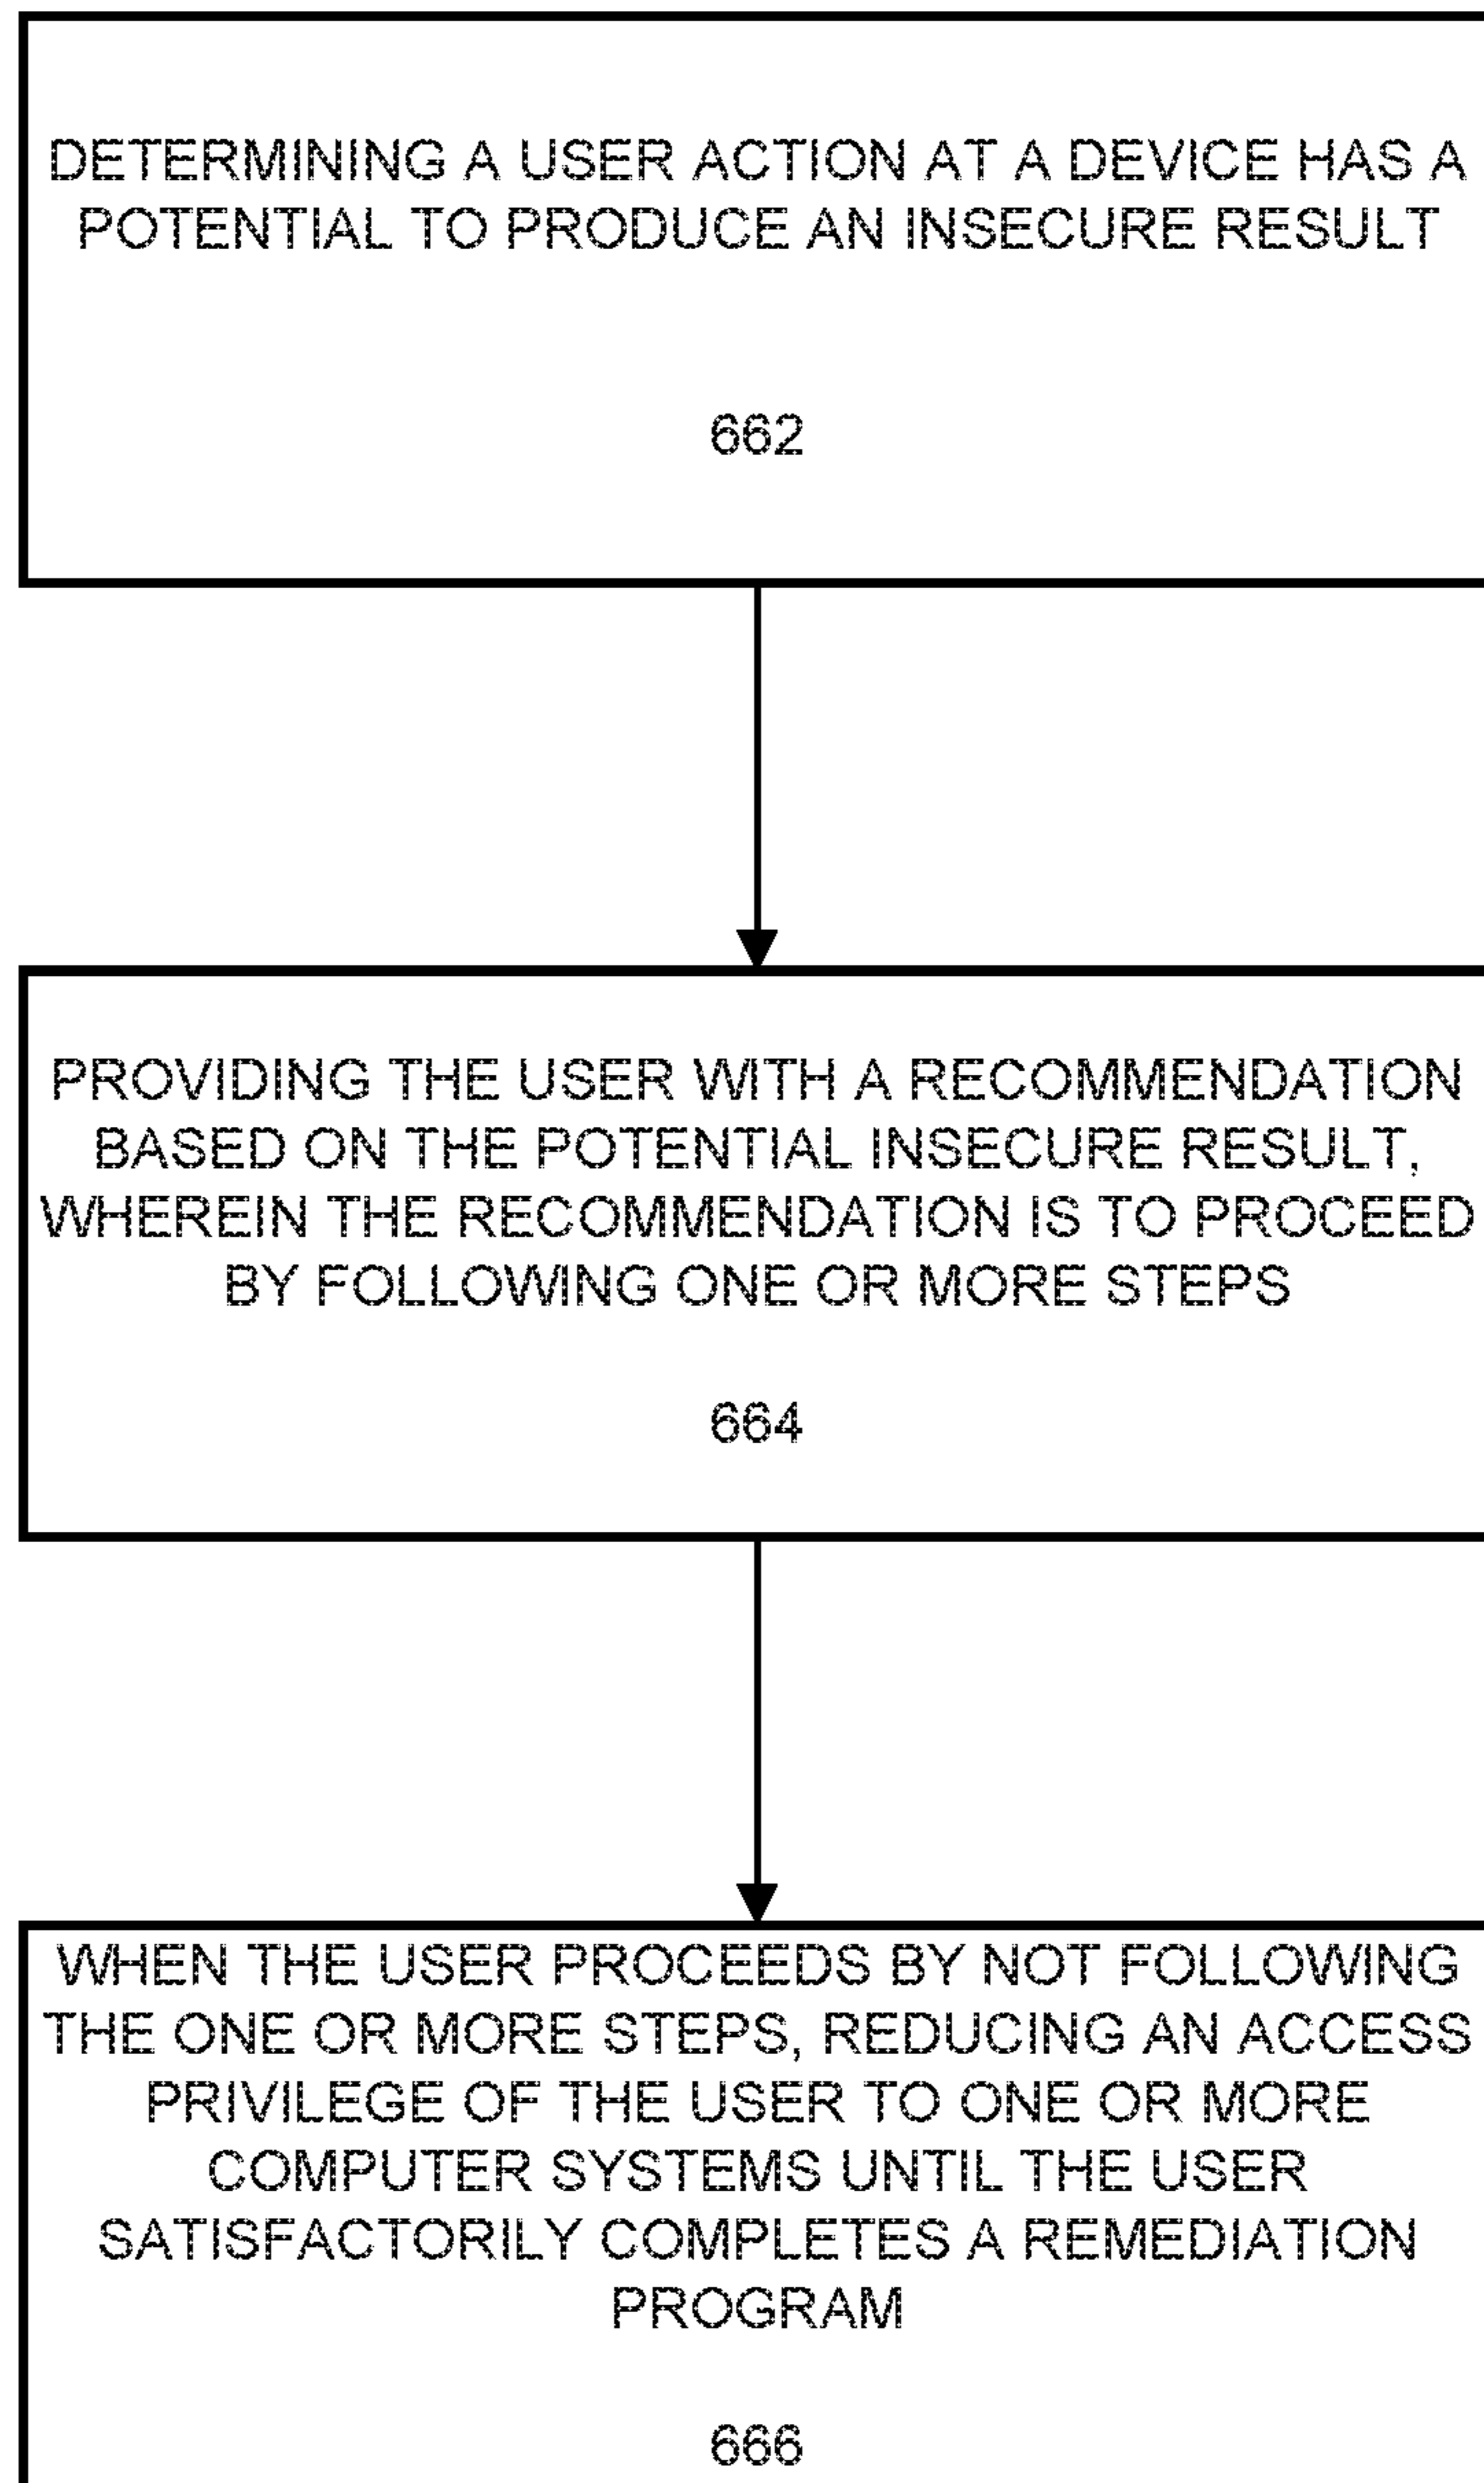 DETERMINING A USER ACTION AT A DEVICE HAS A
POTENTIAL TO PRODUCE AN INSECURE RESULT
662
PROVIDING THE USER WITH A RECOMMENDATION
BASED ON THE POTENTIAL INSECURE RESULT,
WHEREIN THE RECOMMENDATION IS TO PROCEED
BY FOLLOWING ONE OR MORE STEPS
664
WHEN THE USER PROCEEDS BY NOT FOLLOWING
THE ONE OR MORE STEPS, REDUCING AN ACCESS
PRIVILEGE OF THE USER TO ONE OR MORE
COMPUTER SYSTEMS UNTIL THE USER
SATISFACTORILY COMPLETES A REMEDIATION
PROGRAM
666